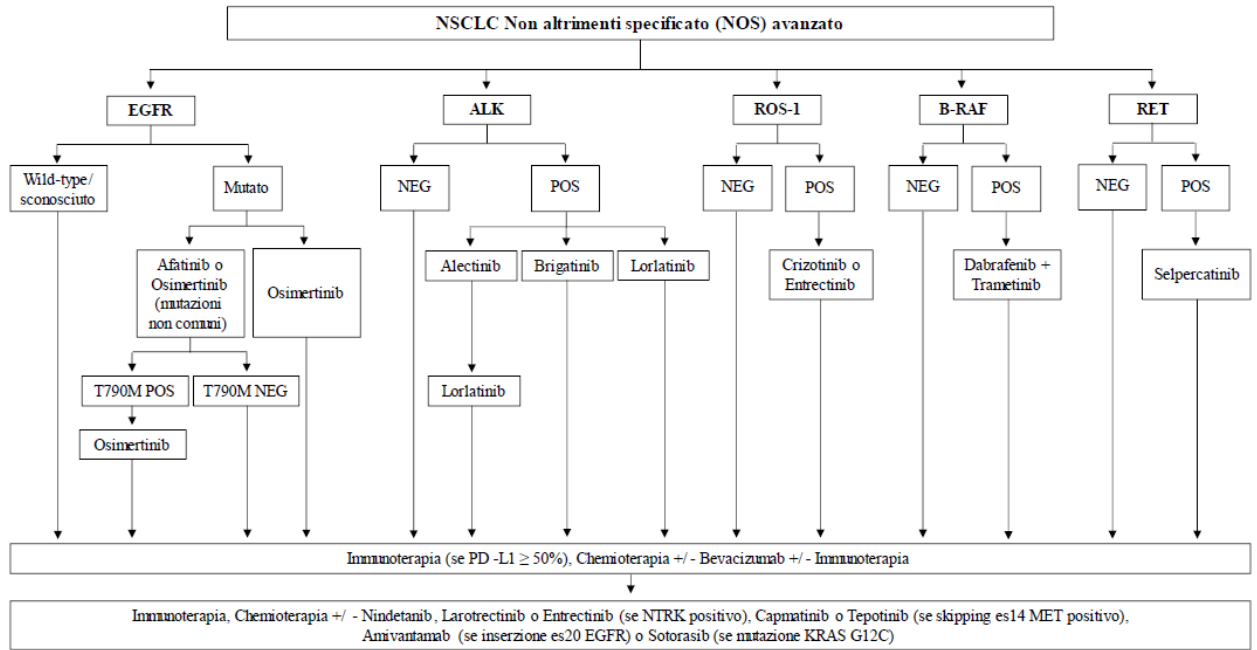 NSCLC Non altrimenti specificato (NOS) avanzato
EGFR
ALK
ROS-1
B-RAF
RET
Wild-type/
sconosciuto
Mutato
NEG
POS
NEG
POS
NEG
POS
NEG
POS
Afatinib o
Osimertinib
(mutazioni
non comuni)
Osimertinib
Alectinib
Brigatinib
Lorlatinib
Crizotinib o
Entrectinib
Dabrafenib +
Trametinib
Selpercatinib
T790M POS
T790M NEG
Lorlatinib
Osimertinib
Immunoterapia (se PD -L1 ≥ 50%), Chemioterapia +/ - Bevacizumab +/ - Immunoterapia
Immunoterapia, Chemioterapia +/ - Nindetanib, Larotrectinib o Entrectinib (se NTRK positivo), Capmatinib o Tepotinib (se skipping es14 MET positivo),
Amivantamab (se inserzione es20 EGFR) o Sotorasib (se mutazione KRAS G12C)